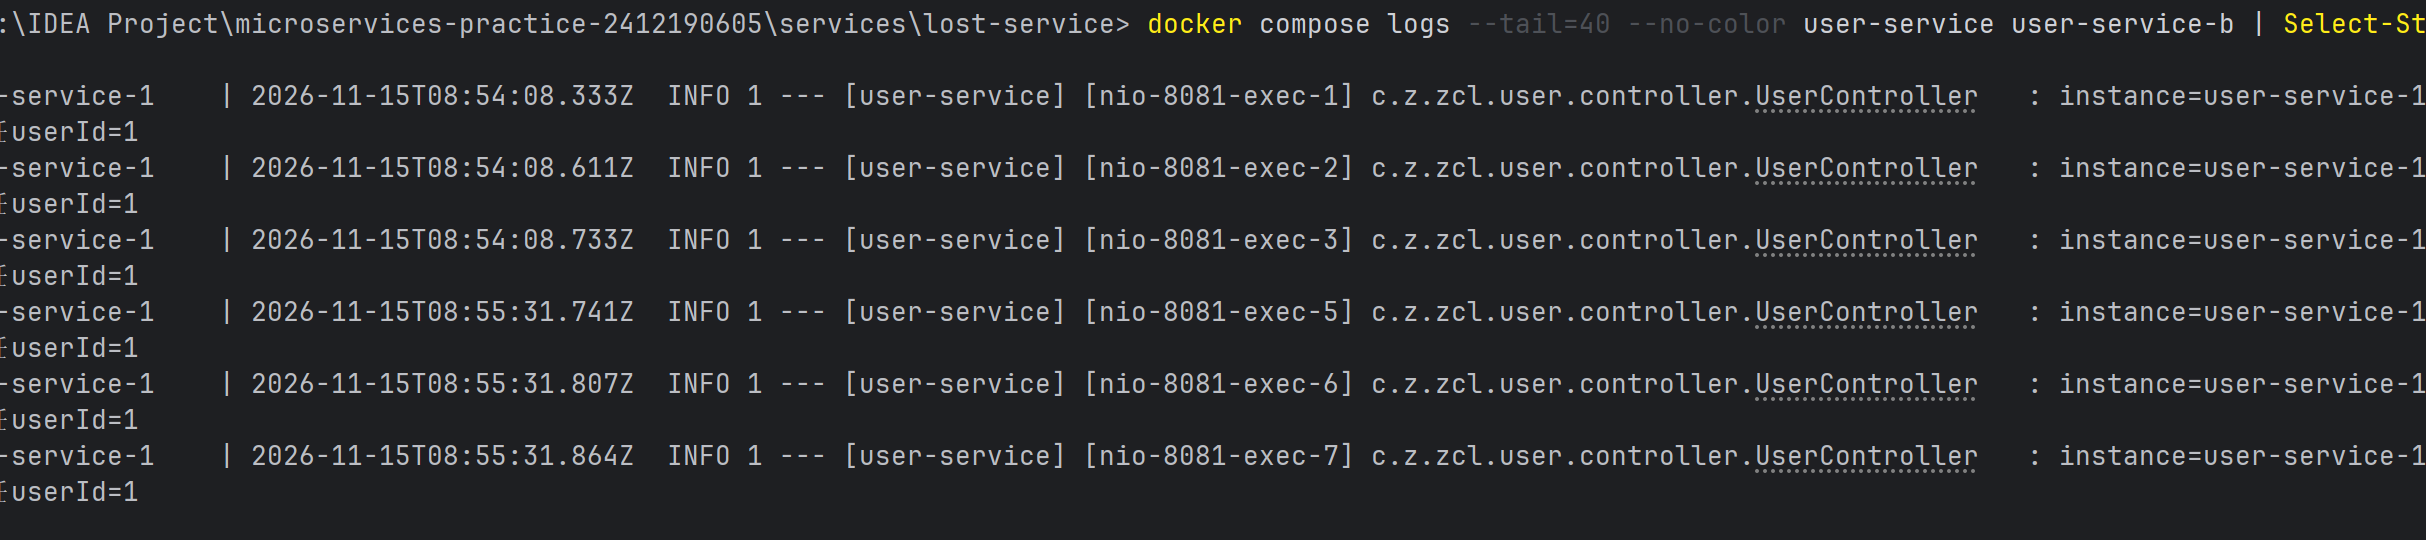 :\IDEA Project\microservices-practice-2412190605\services\lost-service> docker compose logs --tail=40 --no-color user-service user-service-b | Select-St
-service-1    | 2026-11-15T08:54:08.333Z  INFO 1 --- [user-service] [nio-8081-exec-1] c.z.zcl.user.controller.UserController   : instance=user-service-1
userId=1
-service-1    | 2026-11-15T08:54:08.611Z  INFO 1 --- [user-service] [nio-8081-exec-2] c.z.zcl.user.controller.UserController   : instance=user-service-1
userId=1
-service-1    | 2026-11-15T08:54:08.733Z  INFO 1 --- [user-service] [nio-8081-exec-3] c.z.zcl.user.controller.UserController   : instance=user-service-1
userId=1
-service-1    | 2026-11-15T08:55:31.741Z  INFO 1 --- [user-service] [nio-8081-exec-5] c.z.zcl.user.controller.UserController   : instance=user-service-1
userId=1
-service-1    | 2026-11-15T08:55:31.807Z  INFO 1 --- [user-service] [nio-8081-exec-6] c.z.zcl.user.controller.UserController   : instance=user-service-1
userId=1
-service-1    | 2026-11-15T08:55:31.864Z  INFO 1 --- [user-service] [nio-8081-exec-7] c.z.zcl.user.controller.UserController   : instance=user-service-1
userId=1